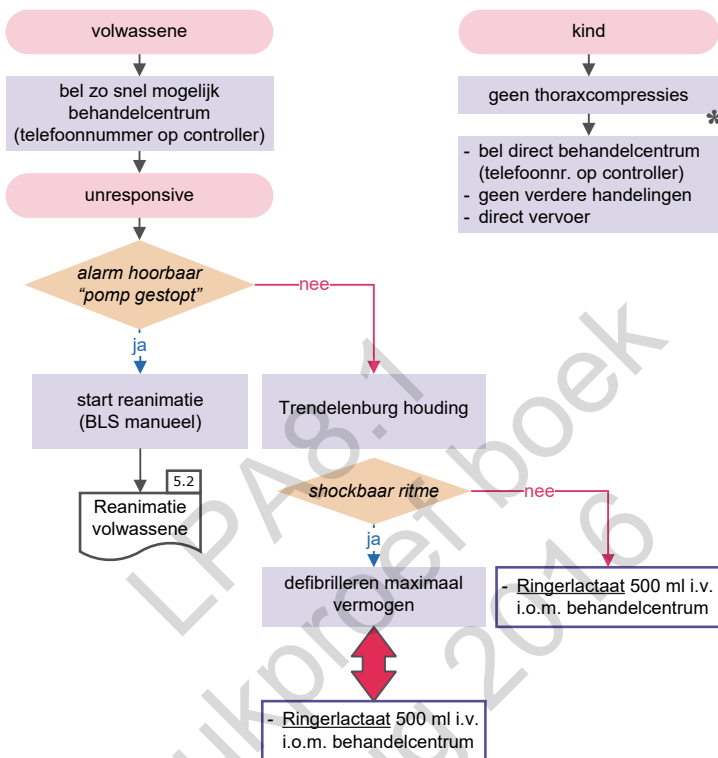 volwassene
bel zo snel mogelijk
behandelcentrum
(telefoonnummer op controller)
unresponsive
alarm hoorbaar
“pomp gestopt”
nee
ja
start reanimatie
(BLS manueel)
5.2
Reanimatie
volwassene
Trendelenburg houding
shockbaar ritme
nee
ja
defibrilleren maximaal
vermogen
- Ringerlactaat 500 ml i.v.
i.o.m. behandelcentrum
- Ringerlactaat 500 ml i.v.
i.o.m. behandelcentrum
kind
geen thoraxcompressies
*
- bel direct behandelcentrum
(telefoonnr. op controller)
- geen verdere handelingen
- direct vervoer
LPA8.1
ukproef boek
2016